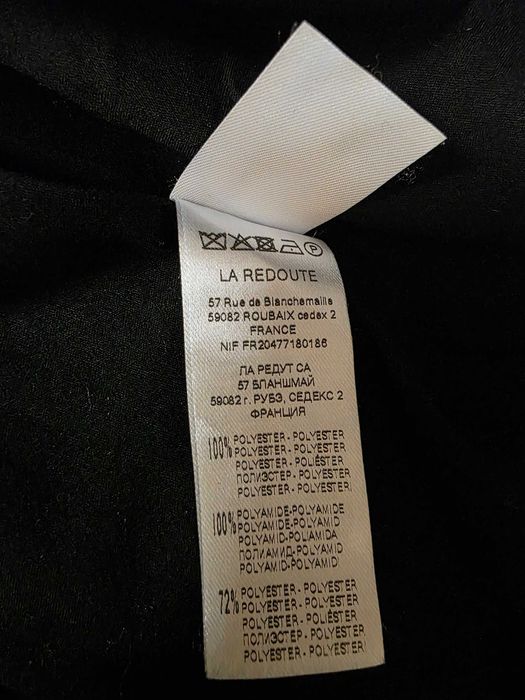 P
LA REDOUTE
57 Rue de Blanchemaille
59082 ROUBAIX cedex 2
FRANCE
NIF FR20477180186
ЛА РЕДУТ СА
57 БЛАНШМАЙ
59082 г. РУБЭ, СЕДЕКС 2
ФРАНЦИЯ
100% POLYESTER - POLYESTER
POLYESTER - POLYESTER
POLYESTER - POLIÉSTER
ПОЛИЭСТЕР - POLYESTER
POLYESTER - POLYESTER
100% POLYAMIDE-POLYAMIDE
POLYAMIDE-POLYAMID
POLYAMID-POLIAMIDA
ПОЛИАМИД-POLYAMID
POLYAMID-POLYAMID
72% POLYESTER - POLYESTER
POLYESTER - POLYESTER
POLYESTER - POLYESTER
ПОЛИЭСТЕР - POLYESTER
POLYESTER - POLYESTER